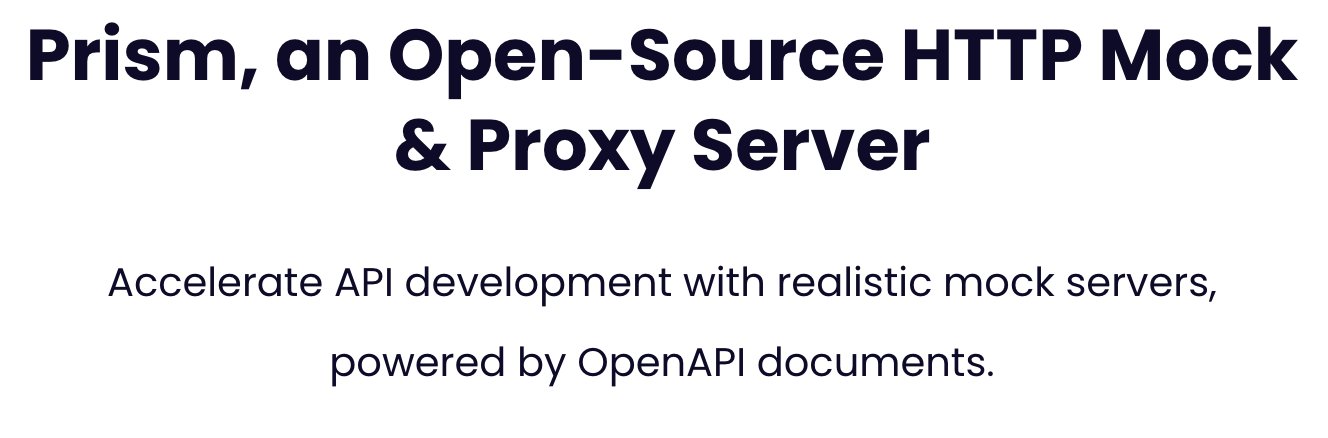 Prism, an Open-Source HTTP Mock
& Proxy Server
Accelerate API development with realistic mock servers,
powered by OpenAPI documents.